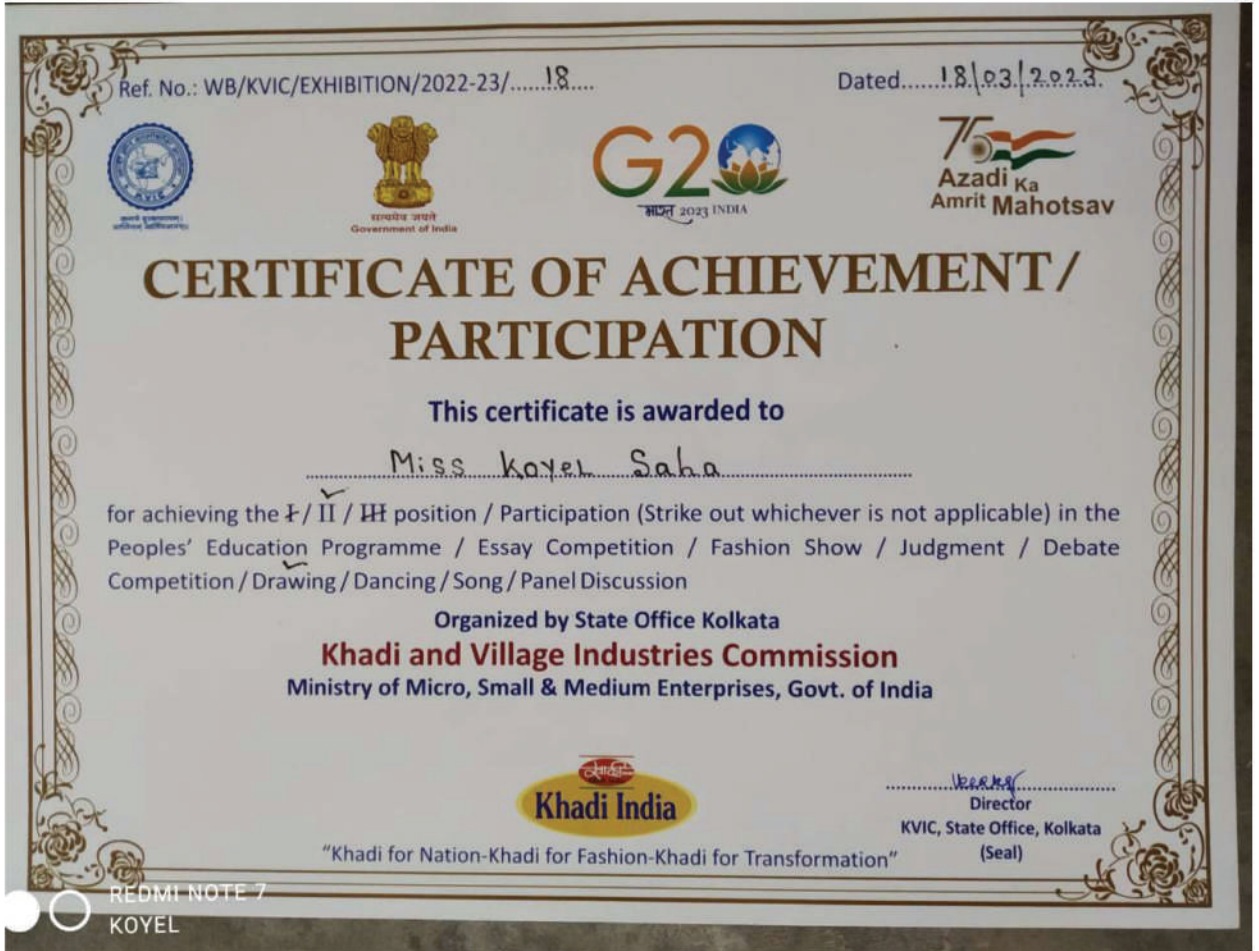 Ref. No.: WB/KVIC/EXHIBITION/2022-23/........18.... Dated........18/03/2023.
KVIC
सत्यमेव जयते
Government of India
G20
भारत 2023 INDIA
75
Azadi Ka
Amrit Mahotsav
CERTIFICATE OF ACHIEVEMENT/
PARTICIPATION
This certificate is awarded to
Miss Koyel Saha
for achieving the I / II / III position / Participation (Strike out whichever is not applicable) in the
Peoples' Education Programme / Essay Competition / Fashion Show / Judgment / Debate
Competition / Drawing / Dancing / Song / Panel Discussion
Organized by State Office Kolkata
Khadi and Village Industries Commission
Ministry of Micro, Small & Medium Enterprises, Govt. of India
Khadi India
Director
KVIC, State Office, Kolkata
(Seal)
"Khadi for Nation-Khadi for Fashion-Khadi for Transformation"
REDMI NOTE 7
KOYEL